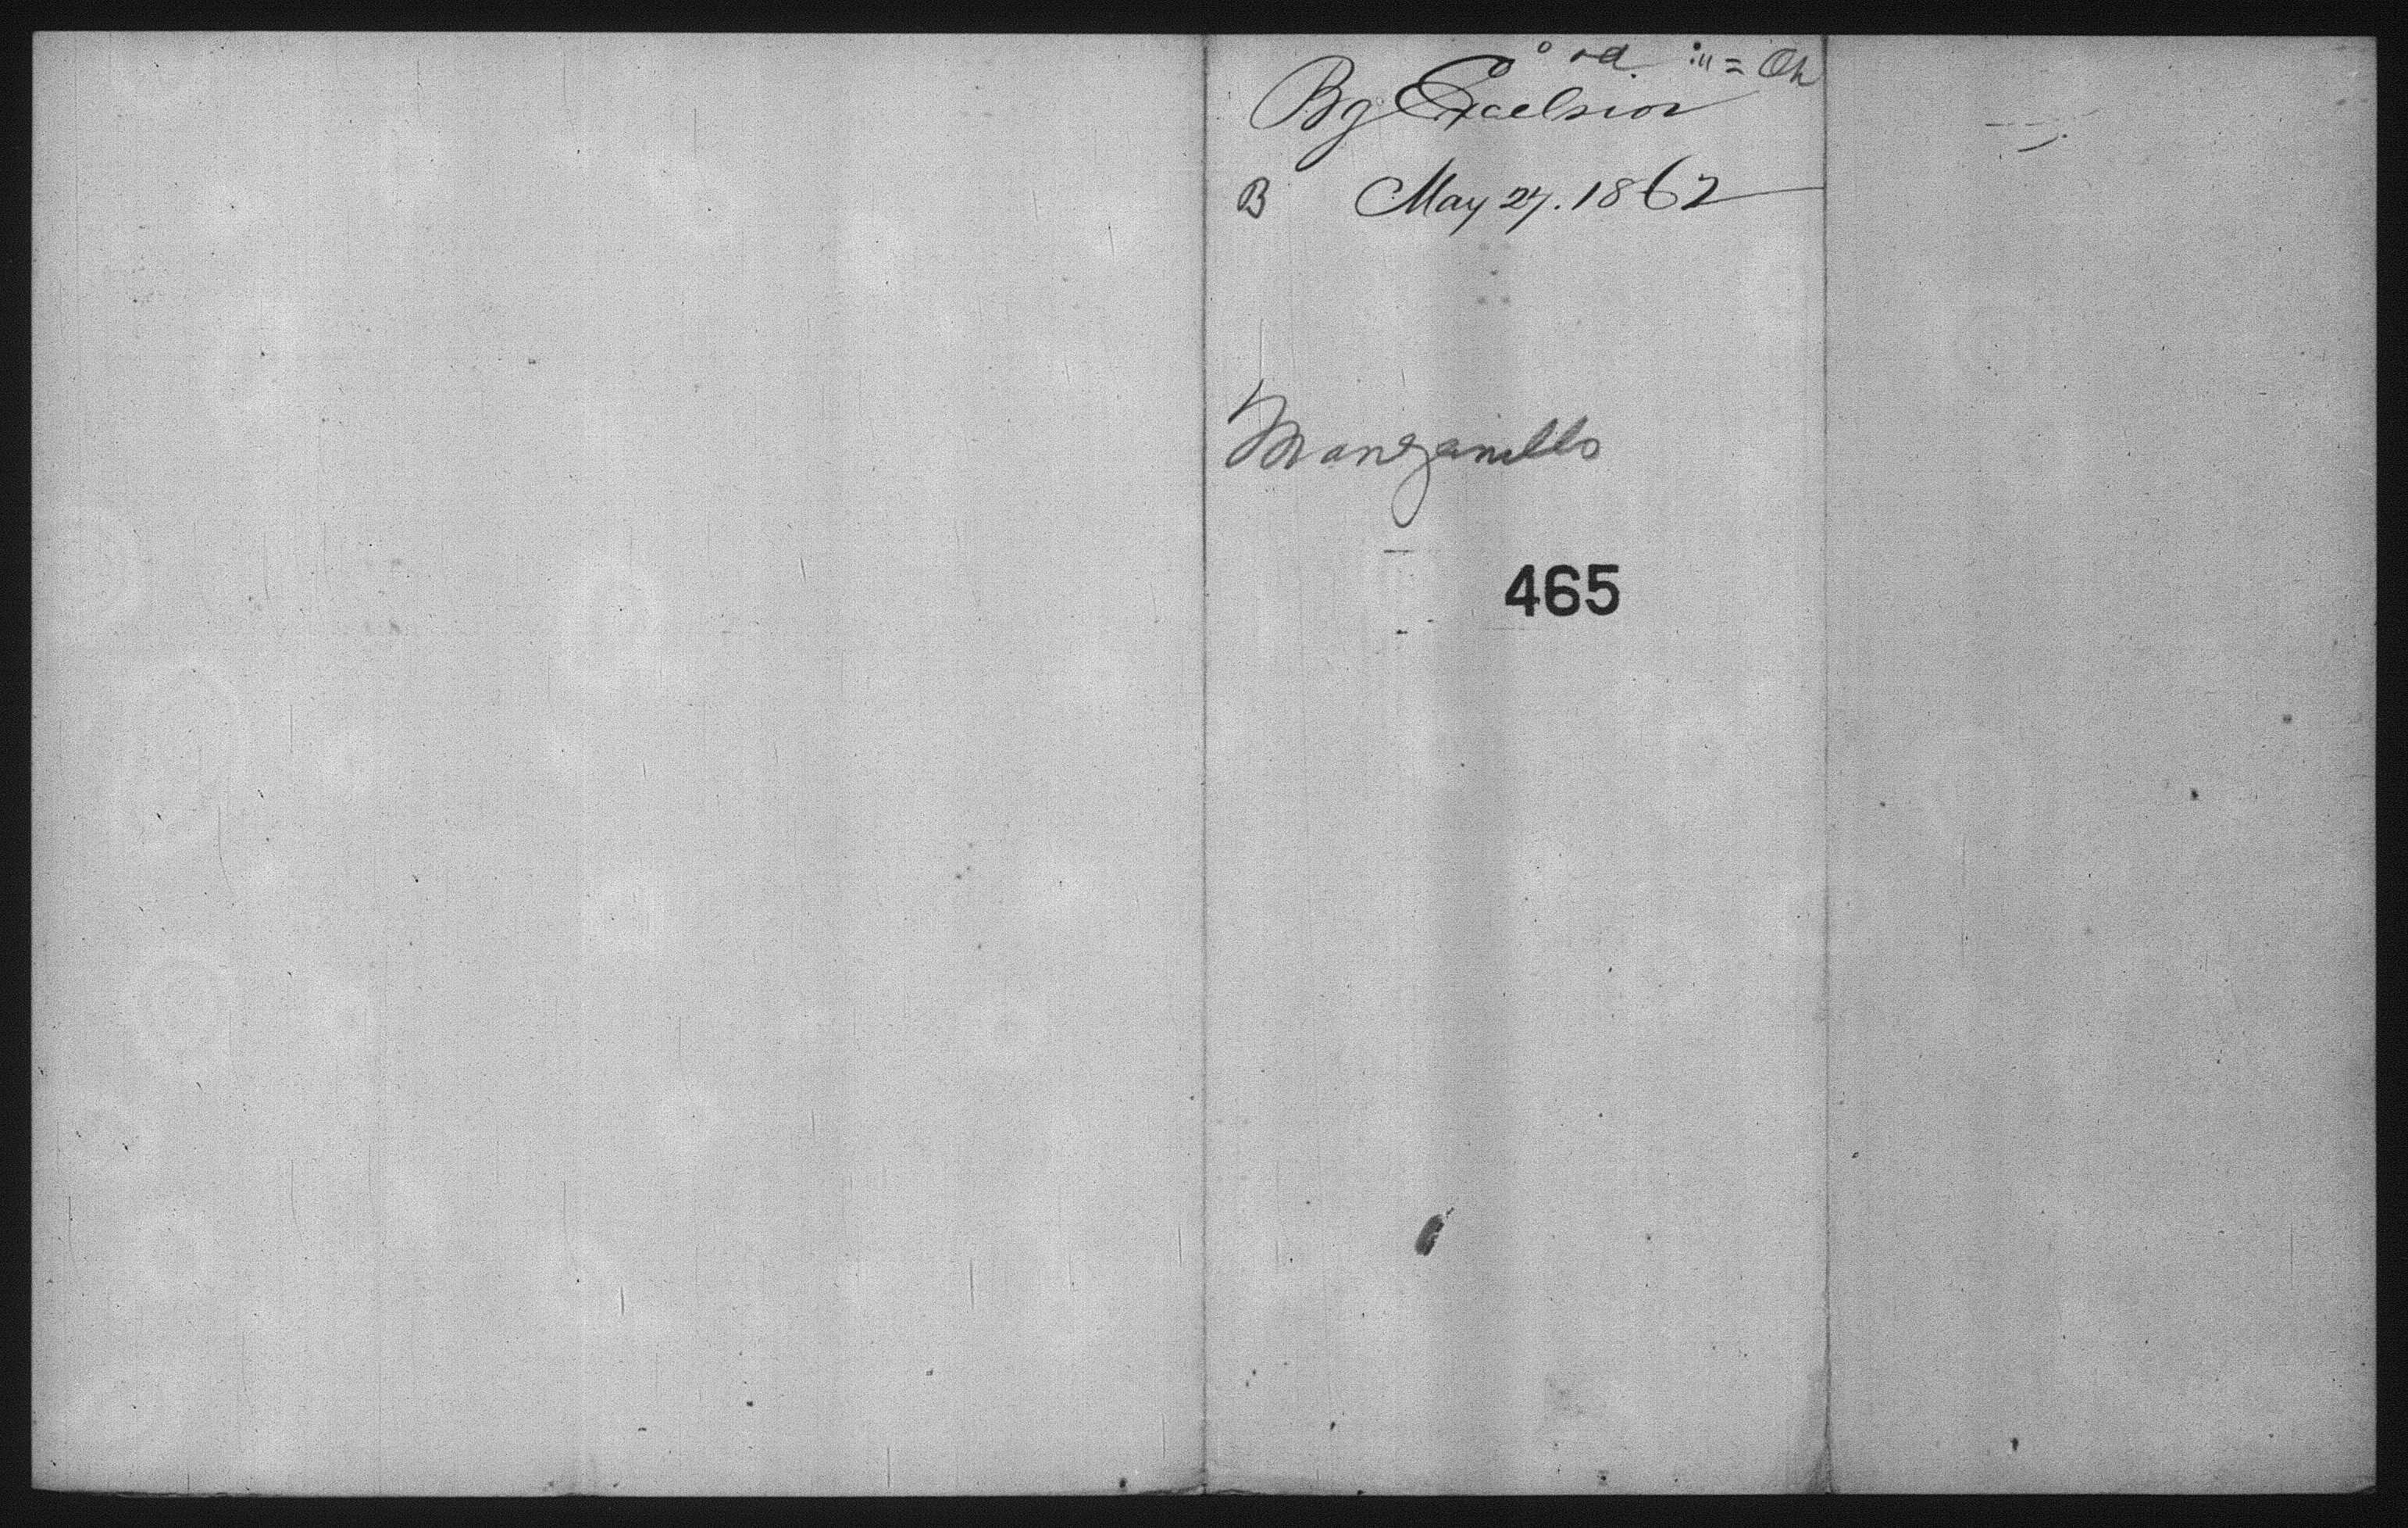 Bg Excelsior
B May 27. 1862
Manzanillo
465